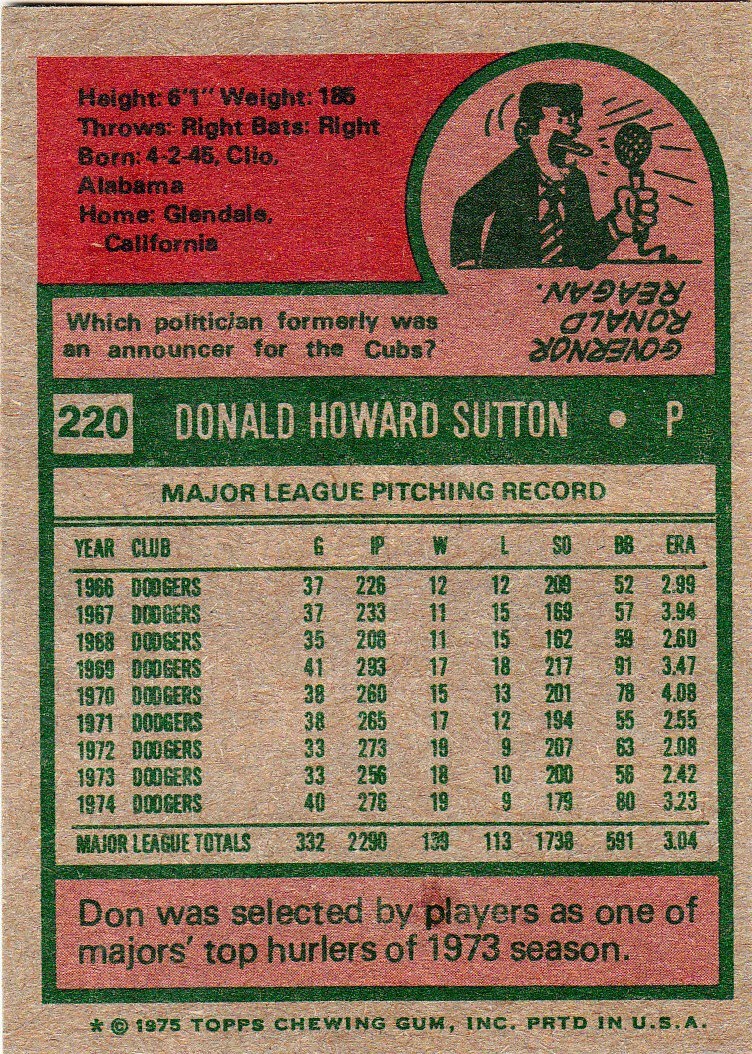 Height: 6'1" Weight: 185
Throws: Right Bats: Right
Born: 4-2-45, Clio,
Alabama
Home: Glendale,
California
Which politician formerly was
an announcer for the Cubs?
GOVERNOR
RONALD
REAGAN.
220 DONALD HOWARD SUTTON • P
MAJOR LEAGUE PITCHING RECORD
YEAR CLUB G IP W L SO BB ERA
1966 DODGERS 37 226 12 12 209 52 2.99
1967 DODGERS 37 233 11 15 169 57 3.94
1968 DODGERS 35 208 11 15 162 59 2.60
1969 DODGERS 41 293 17 18 217 91 3.47
1970 DODGERS 38 260 15 13 201 78 4.08
1971 DODGERS 38 265 17 12 194 55 2.55
1972 DODGERS 33 273 19 9 207 63 2.08
1973 DODGERS 33 256 18 10 200 56 2.42
1974 DODGERS 40 276 19 9 179 80 3.23
MAJOR LEAGUE TOTALS 332 2290 139 113 1738 591 3.04
Don was selected by players as one of
majors' top hurlers of 1973 season.
* © 1975 TOPPS CHEWING GUM, INC. PRTD IN U.S.A.